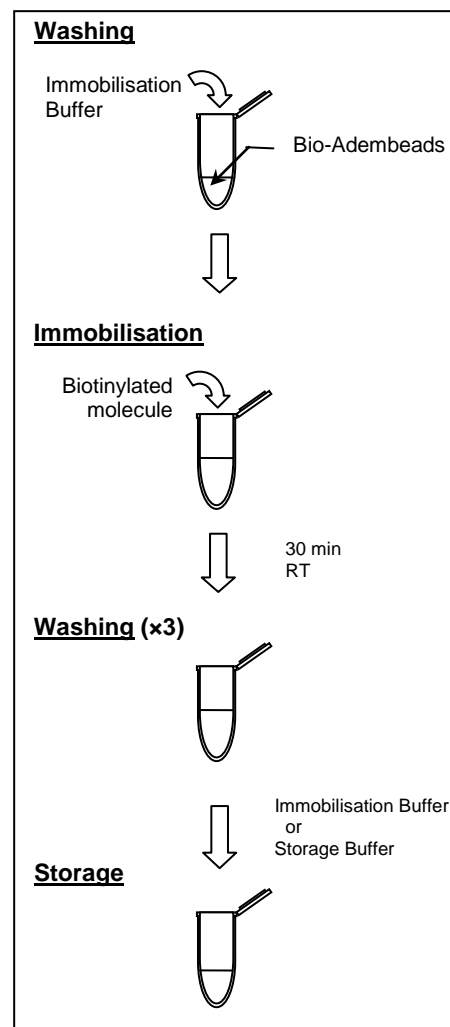 Washing
Immobilisation
Buffer
Bio-Adembeads
Immobilisation
Biotinylated
molecule
30 min
RT
Washing (×3)
Immobilisation Buffer
or
Storage Buffer
Storage